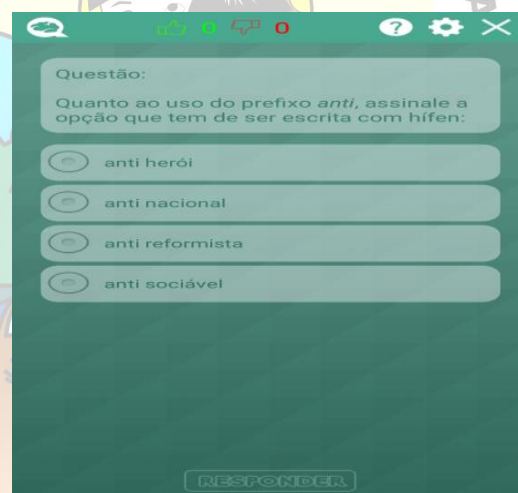 0 0 ?
Questão:
Quanto ao uso do prefixo anti, assinale a
opção que tem de ser escrita com hífen:
anti herói
anti nacional
anti reformista
anti sociável
RESPONDER